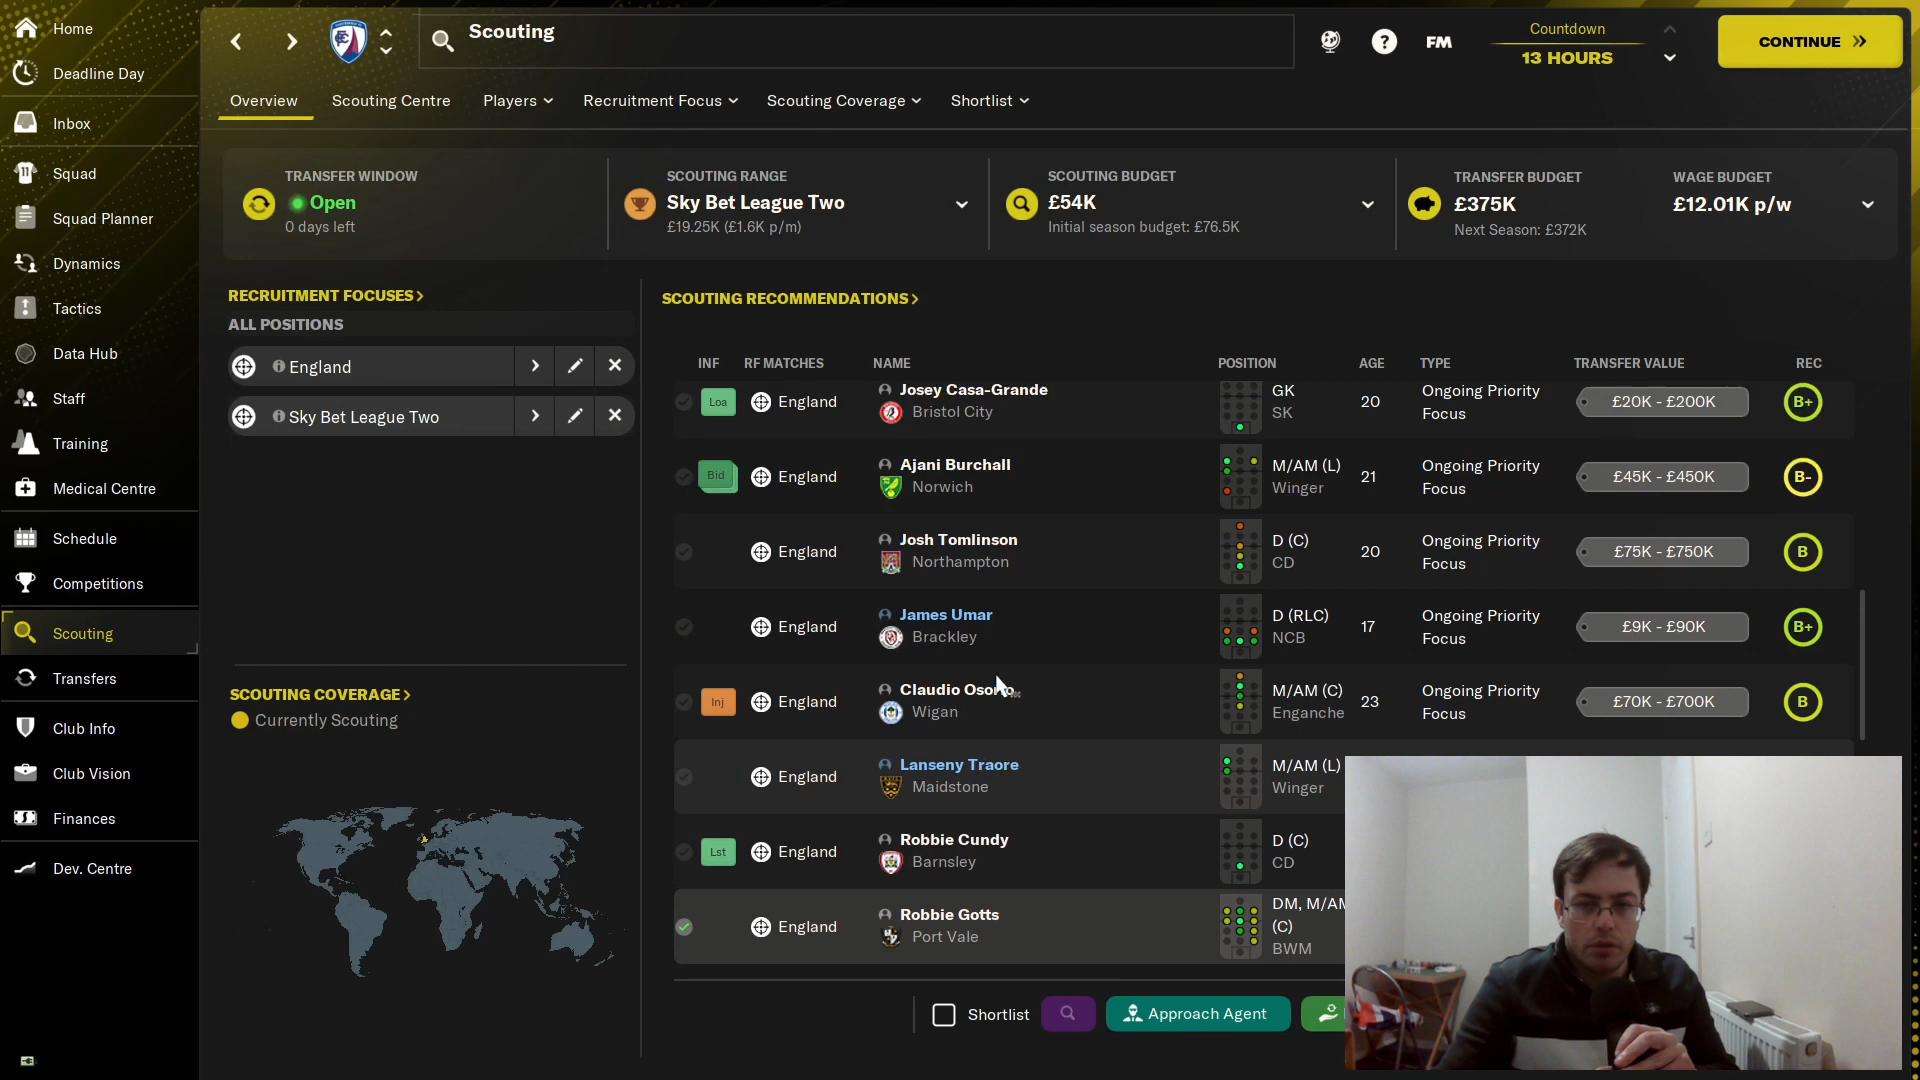 Home
Deadline Day
Inbox
Squad
Squad Planner
Dynamics
Tactics
Data Hub
Staff
Training
Medical Centre
Schedule
Competitions
Scouting
Transfers
Club Info
Club Vision
Finances
Dev. Centre
Scouting
FM
Countdown
13 HOURS
CONTINUE
Overview
Scouting Centre
Players
Recruitment Focus
Scouting Coverage
Shortlist
TRANSFER WINDOW
Open
0 days left
SCOUTING RANGE
Sky Bet League Two
£19.25K (£1.6K p/m)
SCOUTING BUDGET
£54K
Initial season budget: £76.5K
TRANSFER BUDGET
£375K
Next Season: £372K
WAGE BUDGET
£12.01K p/w
RECRUITMENT FOCUSES
ALL POSITIONS
England
Sky Bet League Two
SCOUTING COVERAGE
Currently Scouting
SCOUTING RECOMMENDATIONS
INF RF MATCHES NAME POSITION AGE TYPE TRANSFER VALUE REC
Loa England Josey Casa-Grande GK 20 Ongoing Priority £20K - £200K B+
Bristol City SK Focus
Bid England Ajani Burchall M/AM (L) 21 Ongoing Priority £45K - £450K B-
Norwich Winger Focus
England Josh Tomlinson D (C) 20 Ongoing Priority £75K - £750K B
Northampton CD Focus
England James Umar D (RLC) 17 Ongoing Priority £9K - £90K B+
Brackley NCB Focus
Inj England Claudio M/AM (C) 23 Ongoing Priority £70K - £700K B
Wigan Enganche Focus
England Lanseny Traore M/AM (L)
Maidstone Winger
Lst England Robbie Cundy D (C)
Barnsley CD
England Robbie Gotts DM, M/AM
Port Vale (C)
BWM
Shortlist
Approach Agent